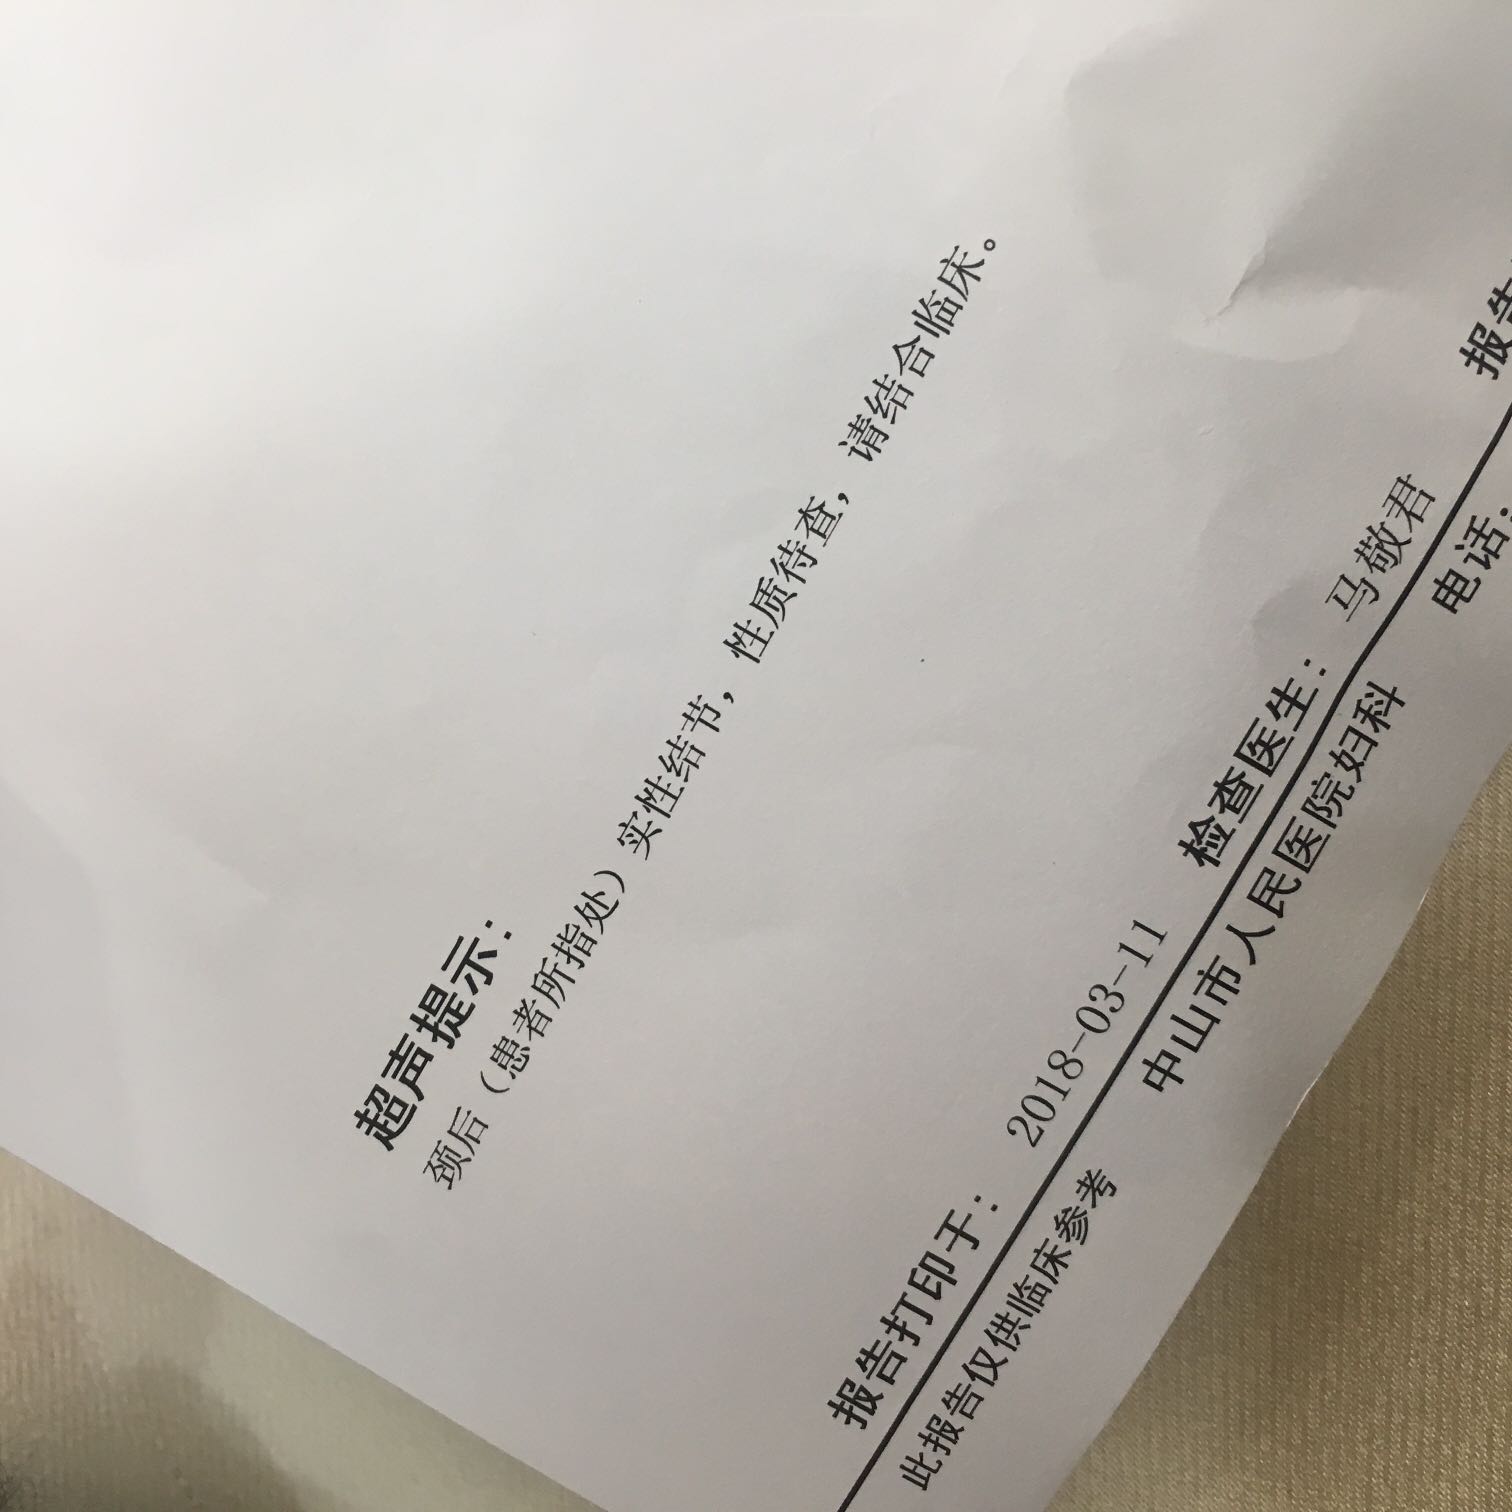 超声提示：
颈后（患者所指处）实性结节，性质待查，请结合临床。
报告打印于： 2018-03-11 检查医生： 马敬君 报告
此报告仅供临床参考 中山市人民医院妇科 电话：